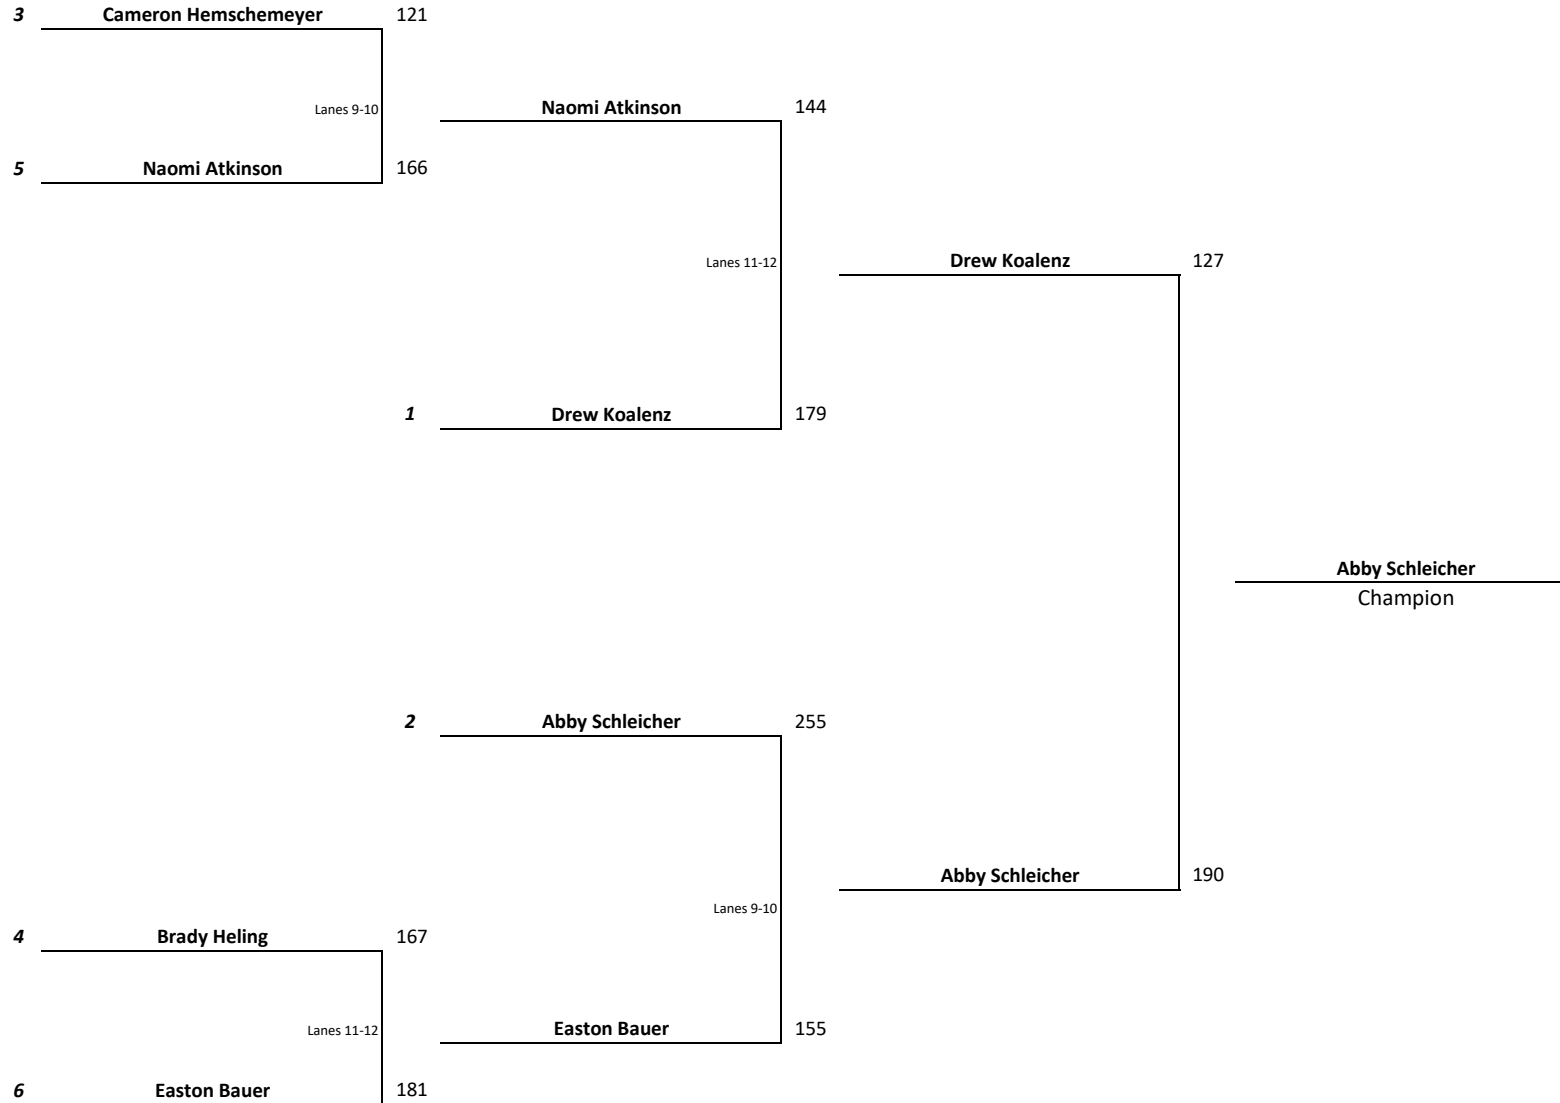 3 Cameron Hemschemeyer 121
Lanes 9-10
Naomi Atkinson 144
5 Naomi Atkinson 166
Lanes 11-12
Drew Koalenz 127
1 Drew Koalenz 179
Abby Schleicher
Champion
2 Abby Schleicher 255
Abby Schleicher 190
Lanes 9-10
4 Brady Heling 167
Lanes 11-12
Easton Bauer 155
6 Easton Bauer 181